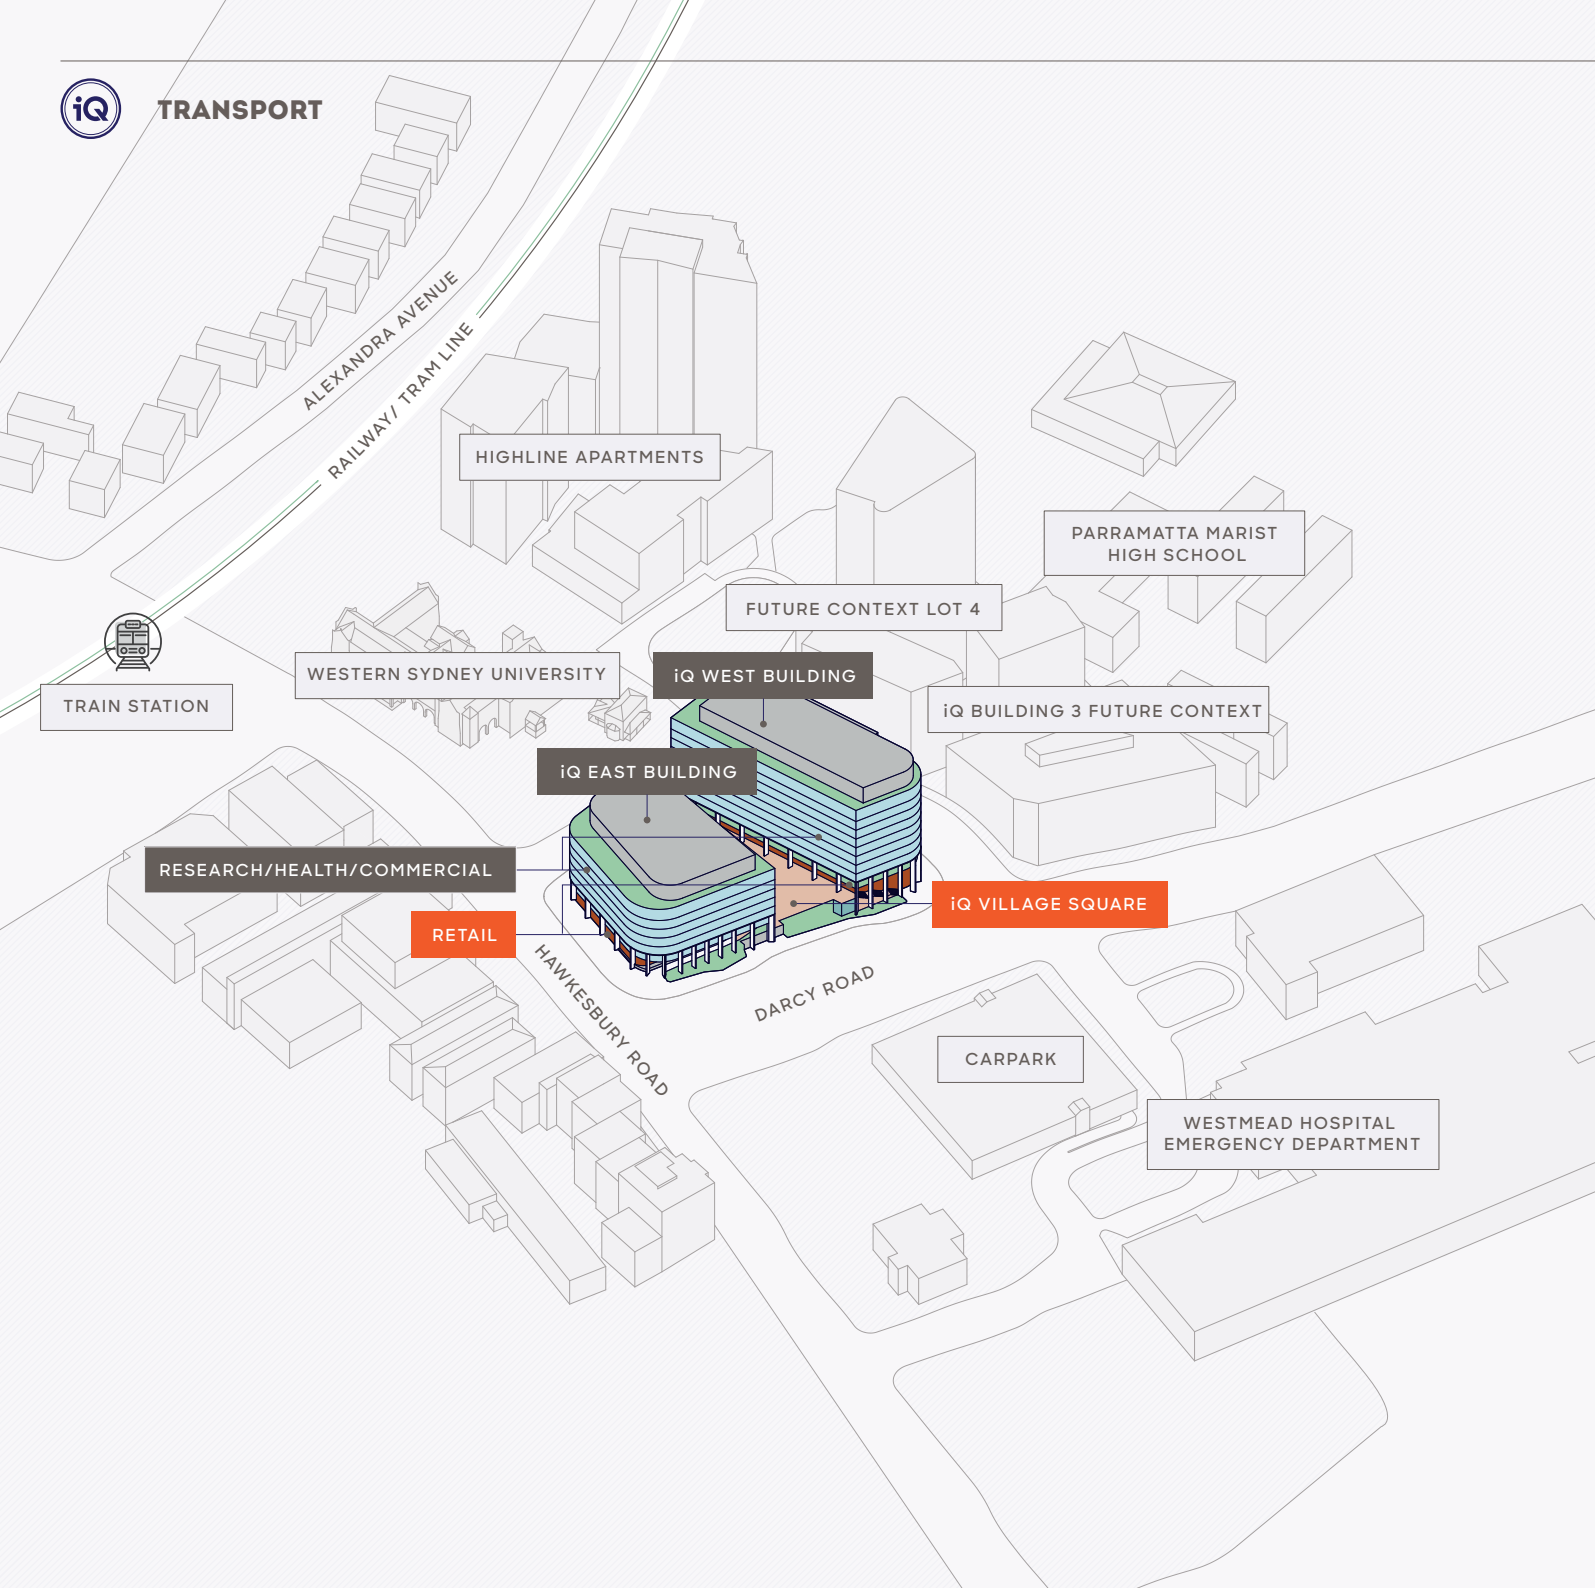 iQ
TRANSPORT
ALEXANDRA AVENUE
RAILWAY/ TRAM LINE
HIGHLINE APARTMENTS
PARRAMATTA MARIST
HIGH SCHOOL
FUTURE CONTEXT LOT 4
WESTERN SYDNEY UNIVERSITY
iQ WEST BUILDING
TRAIN STATION
iQ BUILDING 3 FUTURE CONTEXT
iQ EAST BUILDING
RESEARCH/HEALTH/COMMERCIAL
iQ VILLAGE SQUARE
RETAIL
HAWKESBURY ROAD
DARCY ROAD
CARPARK
WESTMEAD HOSPITAL
EMERGENCY DEPARTMENT